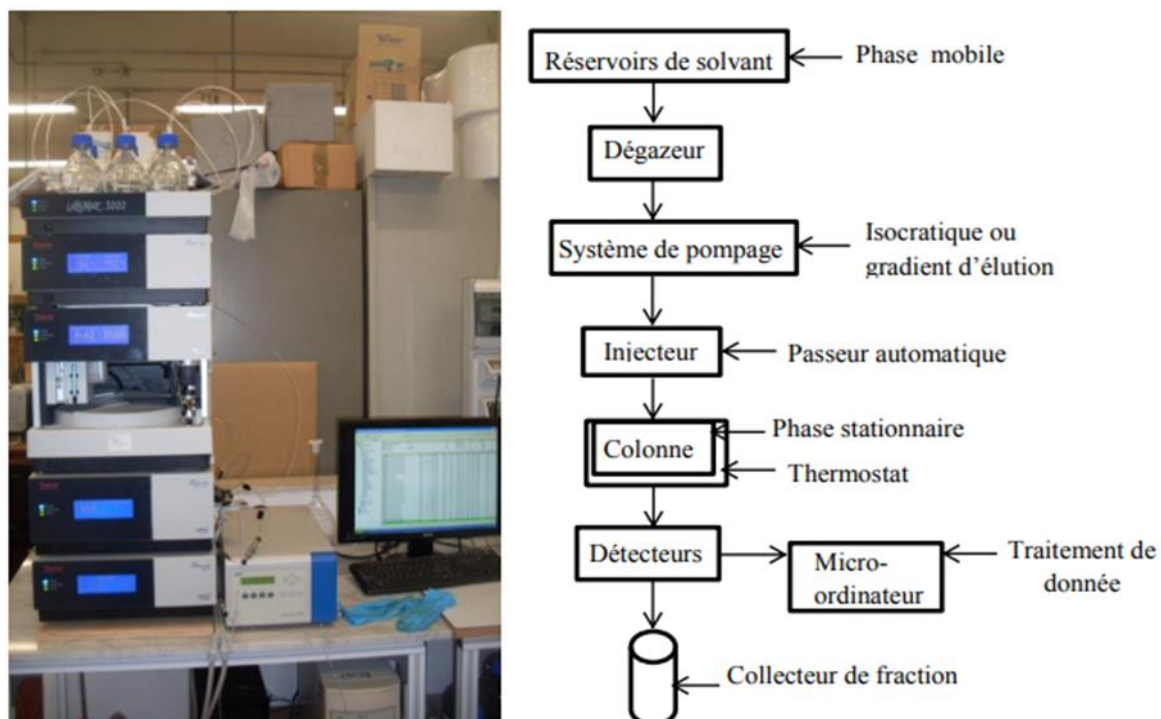 Réservoirs de solvant
Phase mobile
Dégazeur
Système de pompage
Isocratique ou
gradient d'élution
Injecteur
Passeur automatique
Colonne
Phase stationnaire
Thermostat
Détecteurs
Micro-
ordinateur
Traitement de
donnée
Collecteur de fraction